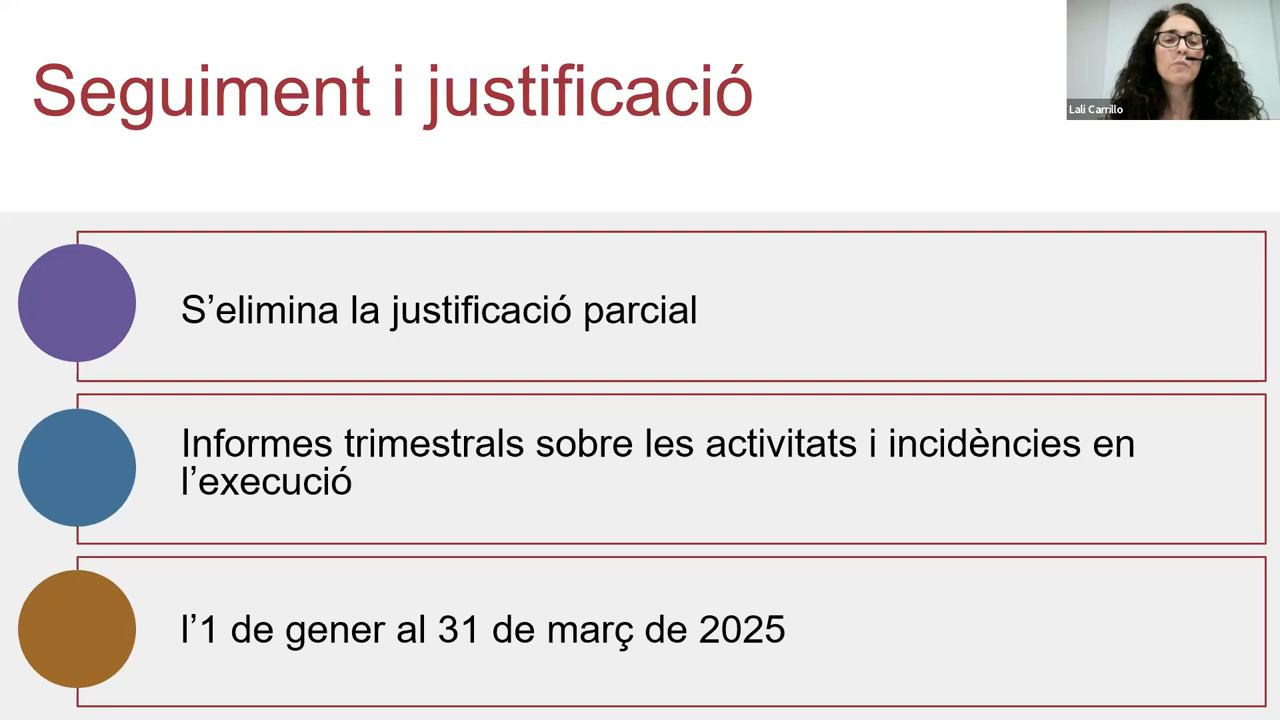 Seguiment i justificació
Lali Carrillo
S’elimina la justificació parcial
Informes trimestrals sobre les activitats i incidències en
l’execució
l’1 de gener al 31 de març de 2025